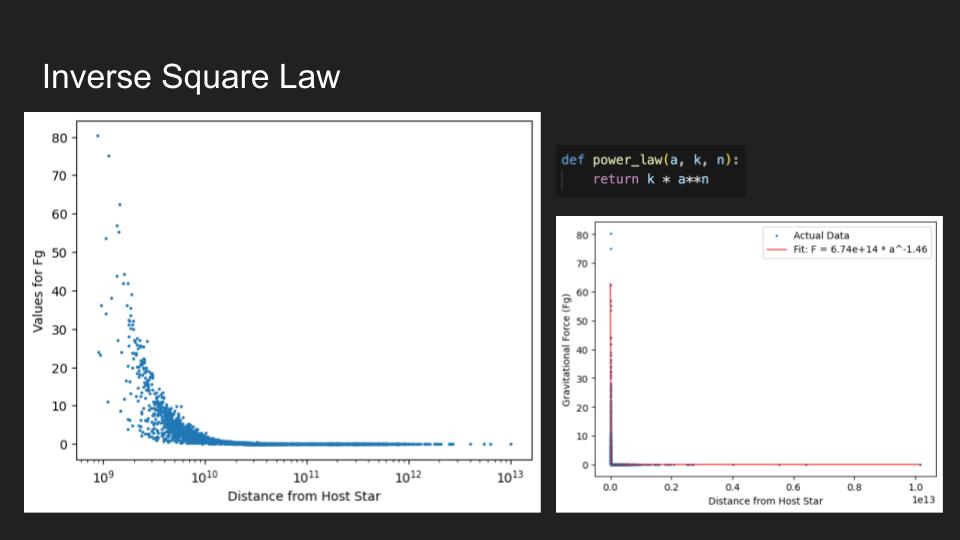 Inverse Square Law
80
70
60
50
40
30
20
10
0
Values for Fg
10^9
10^10
10^11
10^12
10^13
Distance from Host Star
def power_law(a, k, n):
return k * a**n
Actual Data
Fit: F = 6.74e+14 * a^-1.46
80
70
60
50
40
30
20
10
0
Gravitational Force (Fg)
0.0
0.2
0.4
0.6
0.8
1.0
1e13
Distance from Host Star